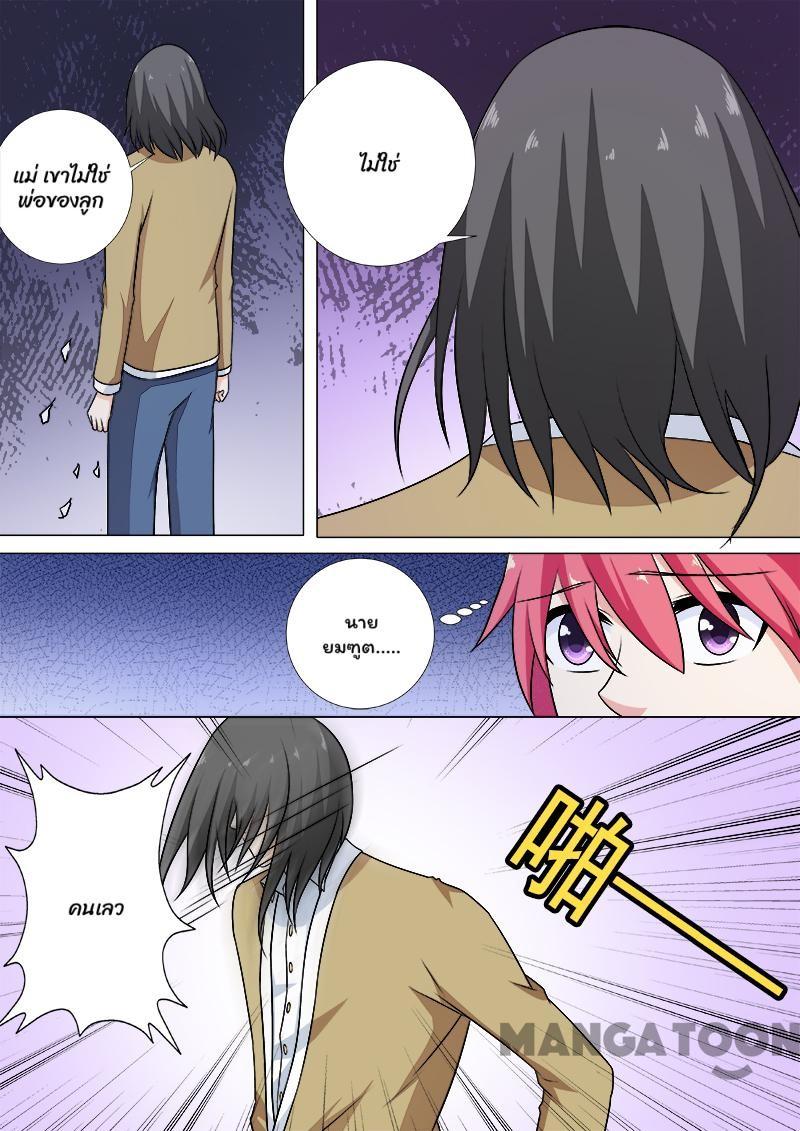 แม่ เขาไม่ใช่
พ่อของลูก
ไม่ใช่
นาย
ยมฑูต.....
คนเลว
啪一
MANGATOON